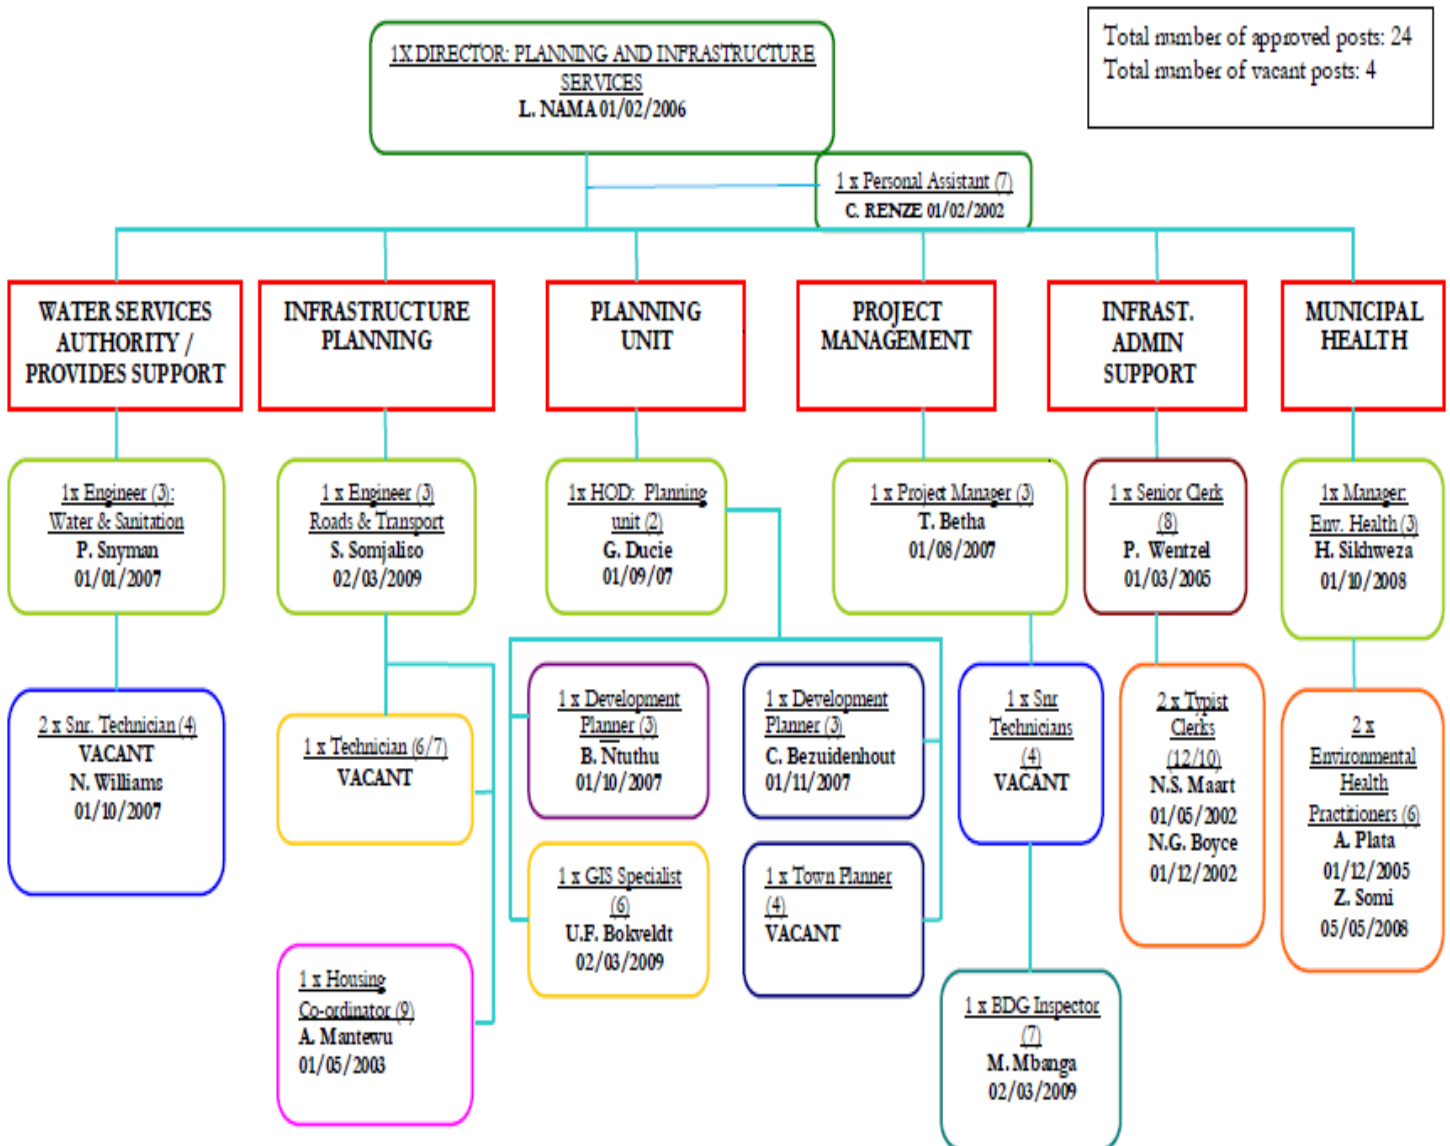 Total number of approved posts: 24
Total number of vacant posts: 4
1X DIRECTOR: PLANNING AND INFRASTRUCTURE
SERVICES
L. NAMA 01/02/2006
1 x Personal Assistant (7)
C. RENZE 01/02/2002
WATER SERVICES
AUTHORITY /
PROVIDES SUPPORT
INFRASTRUCTURE
PLANNING
PLANNING
UNIT
PROJECT
MANAGEMENT
INFRAST.
ADMIN
SUPPORT
MUNICIPAL
HEALTH
1x Engineer (3):
Water & Sanitation
P. Snyman
01/01/2007
1 x Engineer (3)
Roads & Transport
S. Somjaliso
02/03/2009
1x HOD: Planning
unit (2)
G. Ducie
01/09/07
1 x Project Manager (3)
T. Betha
01/08/2007
1 x Senior Clerk
(8)
P. Wentzel
01/03/2005
1x Manager:
Env. Health (3)
H. Sikhweza
01/10/2008
2 x Snr. Technician (4)
VACANT
N. Williams
01/10/2007
1 x Technician (6/7)
VACANT
1 x Development
Planner (3)
B. Ntuthu
01/10/2007
1 x Development
Planner (3)
C. Bezuidenhout
01/11/2007
1 x Snr
Technicians
(4)
VACANT
2 x Typist
Clerks
(12/10)
N.S. Maart
01/05/2002
N.G. Boyce
01/12/2002
2 x
Environmental
Health
Practitioners (6)
A. Plata
01/12/2005
Z. Somi
05/05/2008
1 x GIS Specialist
(6)
U.F. Bokveldt
02/03/2009
1 x Town Planner
(4)
VACANT
1 x Housing
Co-ordinator (9)
A. Mantewu
01/05/2003
1 x BDG Inspector
(7)
M. Mbanga
02/03/2009